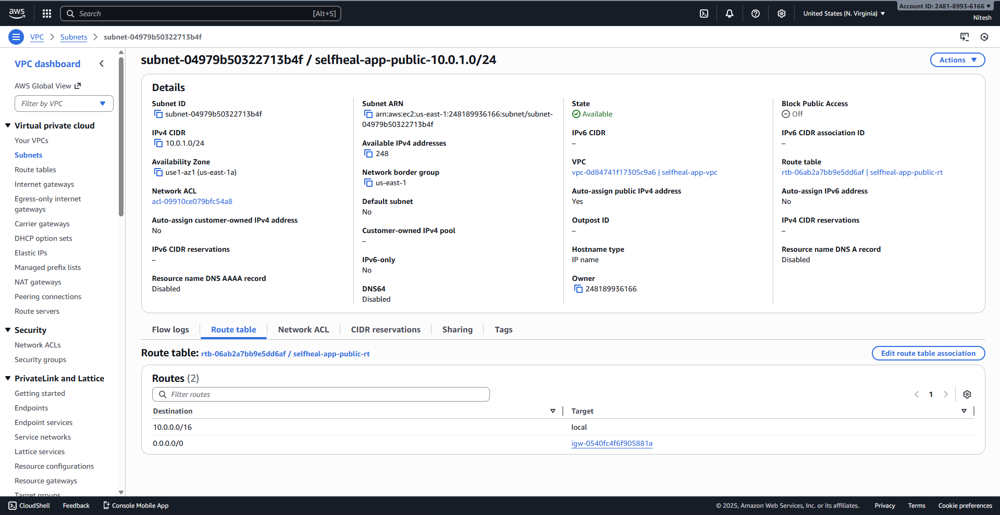 aws
Search
[Alt+S]
United States (N. Virginia)
Account ID: 2481-8993-6166
Nitesh
VPC
Subnets
subnet-04979b50322713b4f
VPC dashboard
AWS Global View
Filter by VPC
Virtual private cloud
Your VPCs
Subnets
Route tables
Internet gateways
Egress-only internet
gateways
Carrier gateways
DHCP option sets
Elastic IPs
Managed prefix lists
NAT gateways
Peering connections
Route servers
Security
Network ACLs
Security groups
PrivateLink and Lattice
Getting started
Endpoints
Endpoint services
Service networks
Lattice services
Resource configurations
Resource gateways
Target groups
subnet-04979b50322713b4f / selfheal-app-public-10.0.1.0/24
Actions
Details
Subnet ID
subnet-04979b50322713b4f
IPv4 CIDR
10.0.1.0/24
Availability Zone
use1-az1 (us-east-1a)
Network ACL
acl-09910ce079bfc54a8
Auto-assign customer-owned IPv4 address
No
IPv6 CIDR reservations
–
Resource name DNS AAAA record
Disabled
Subnet ARN
arn:aws:ec2:us-east-1:248189936166:subnet/subnet-
04979b50322713b4f
Available IPv4 addresses
248
Network border group
us-east-1
Default subnet
No
Customer-owned IPv4 pool
–
IPv6-only
No
DNS64
Disabled
State
Available
IPv6 CIDR
–
VPC
vpc-0d84741f17305c9a6 | selfheal-app-vpc
Auto-assign public IPv4 address
Yes
Outpost ID
–
Hostname type
IP name
Owner
248189936166
Block Public Access
Off
IPv6 CIDR association ID
–
Route table
rtb-06ab2a7bb9e5dd6af | selfheal-app-public-rt
Auto-assign IPv6 address
No
IPv4 CIDR reservations
–
Resource name DNS A record
Disabled
Flow logs
Route table
Network ACL
CIDR reservations
Sharing
Tags
Route table: rtb-06ab2a7bb9e5dd6af / selfheal-app-public-rt
Edit route table association
Routes (2)
Filter routes
1
Destination
Target
10.0.0.0/16
local
0.0.0.0/0
igw-0540fc4f6f905881a
CloudShell
Feedback
Console Mobile App
© 2025, Amazon Web Services, Inc. or its affiliates.
Privacy
Terms
Cookie preferences